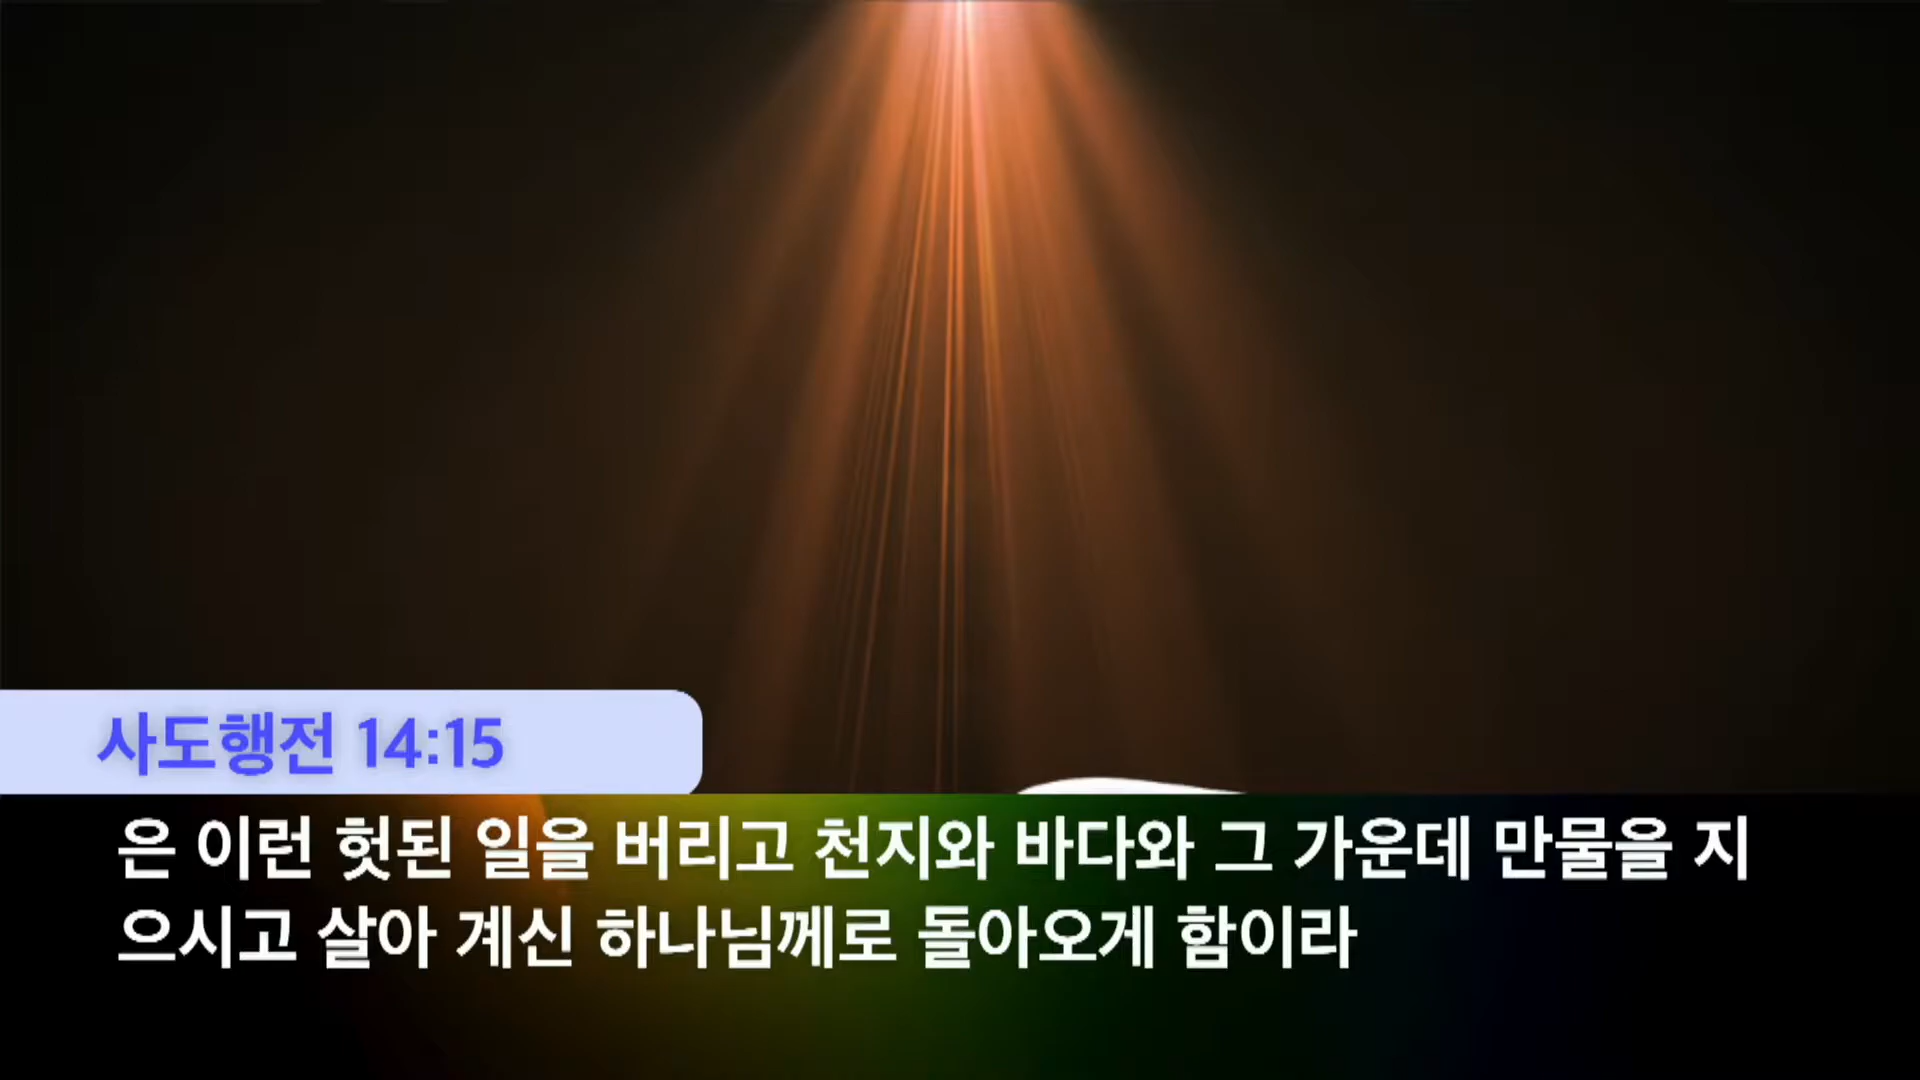 사도행전 14:15
은 이런 헛된 일을 버리고 천지와 바다와 그 가운데 만물을 지
으시고 살아 계신 하나님께로 돌아오게 함이라